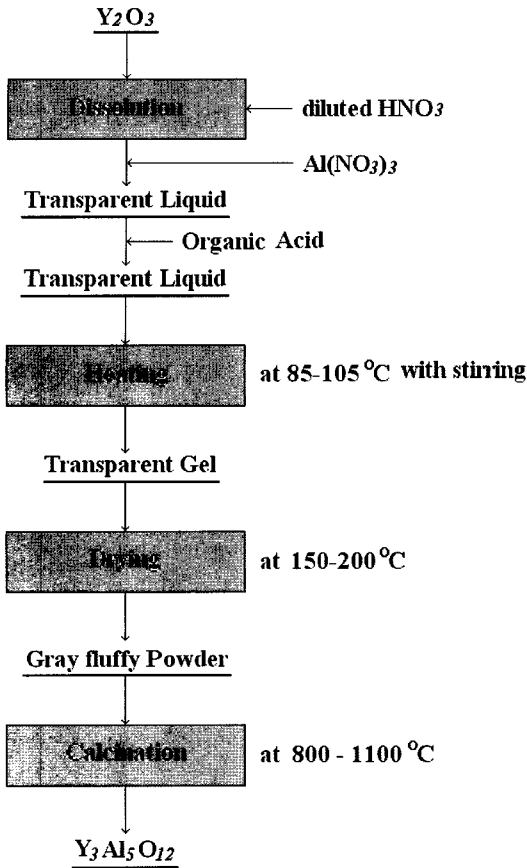 Y2O3
Dissolution
diluted HNO3
Al(NO3)3
Transparent Liquid
Organic Acid
Transparent Liquid
Heating
at 85-105 °C with stirring
Transparent Gel
Drying
at 150-200 °C
Gray fluffy Powder
Calcination
at 800 - 1100 °C
Y3Al5O12